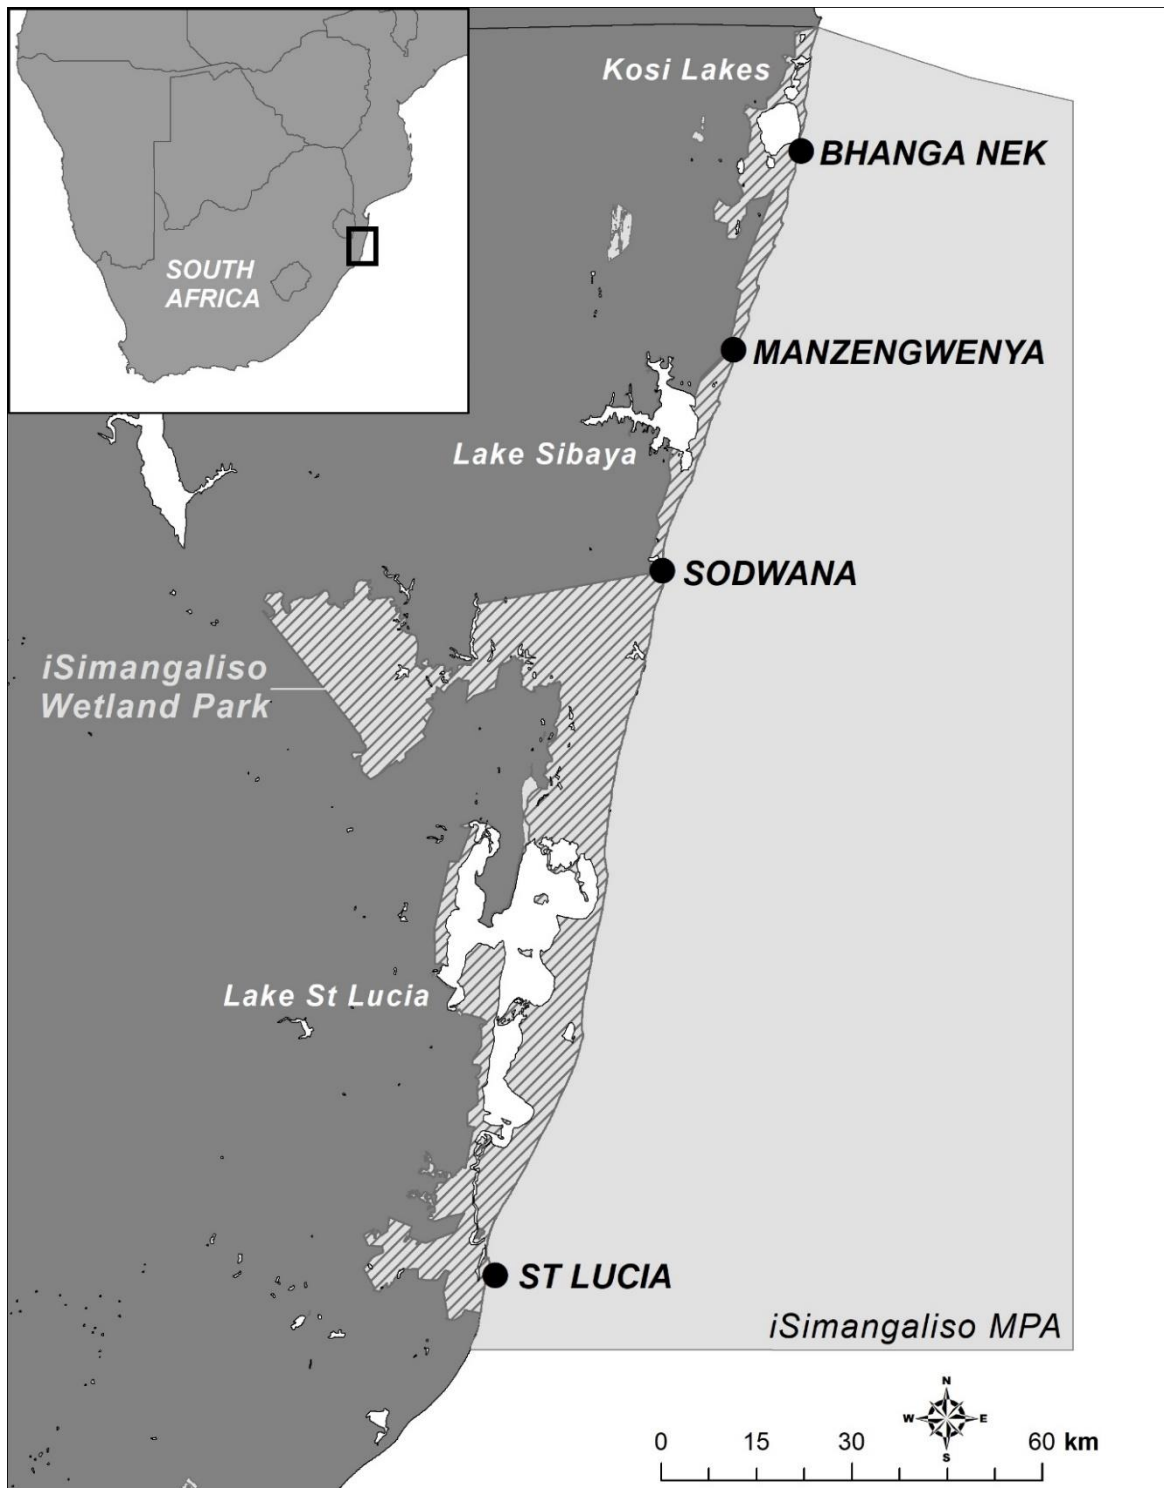 Kosi Lakes
BHANGA NEK
SOUTH
AFRICA
MANZENGWENYA
Lake Sibaya
SODWANA
iSimangaliso
Wetland Park
Lake St Lucia
ST LUCIA
iSimangaliso MPA
N
W E
S
0 15 30 60 km